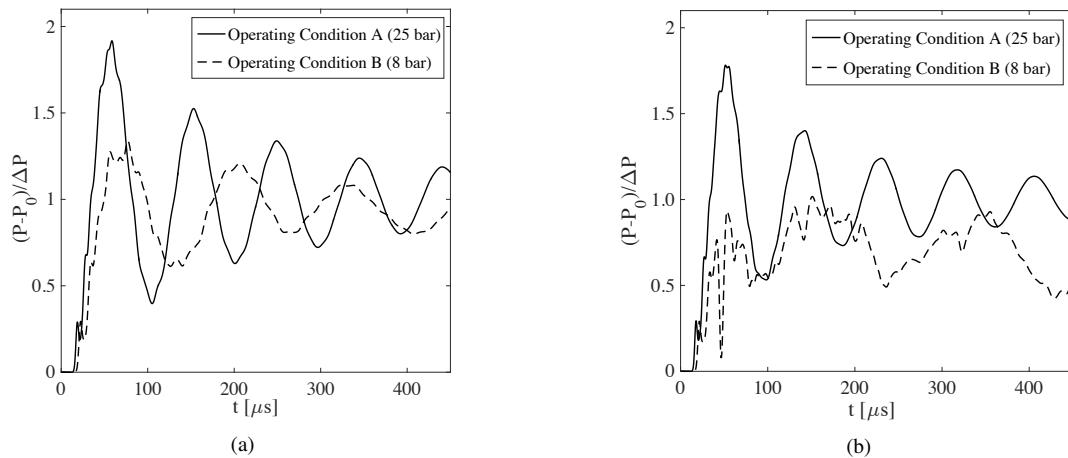 2
1.5
1
0.5
0
0 100 200 300 400
(P-P0)/ΔP
t [μs]
Operating Condition A (25 bar)
Operating Condition B (8 bar)
(a)
2
1.5
1
0.5
0
0 100 200 300 400
(P-P0)/ΔP
t [μs]
Operating Condition A (25 bar)
Operating Condition B (8 bar)
(b)